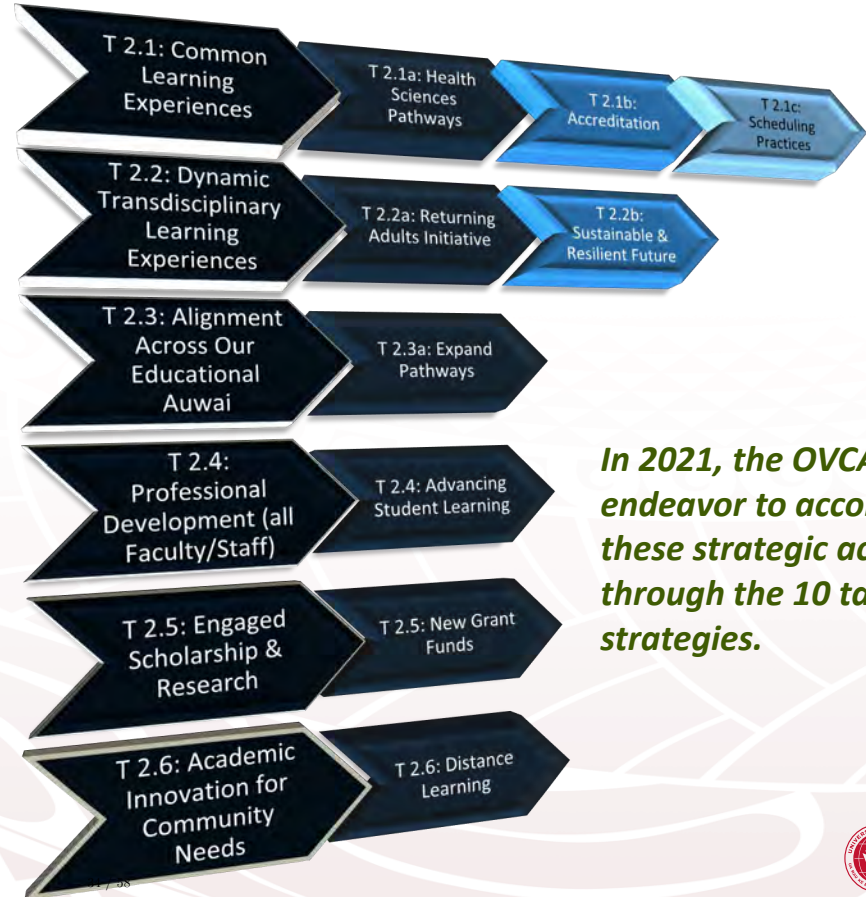 T 2.1: Common
Learning
Experiences
T 2.1a: Health
Sciences
Pathways
T 2.1b:
Accreditation
T 2.1c:
Scheduling
Practices
T 2.2: Dynamic
Transdisciplinary
Learning
Experiences
T 2.2a: Returning
Adults Initiative
T 2.2b:
Sustainable &
Resilient Future
T 2.3: Alignment
Across Our
Educational
Auwai
T 2.3a: Expand
Pathways
T 2.4:
Professional
Development (all
Faculty/Staff)
T 2.4: Advancing
Student Learning
In 2021, the OVCA
endeavor to accor
these strategic ac
through the 10 ta
strategies.
T 2.5: Engaged
Scholarship &
Research
T 2.5: New Grant
Funds
T 2.6: Academic
Innovation for
Community
Needs
T 2.6: Distance
Learning
/ 58